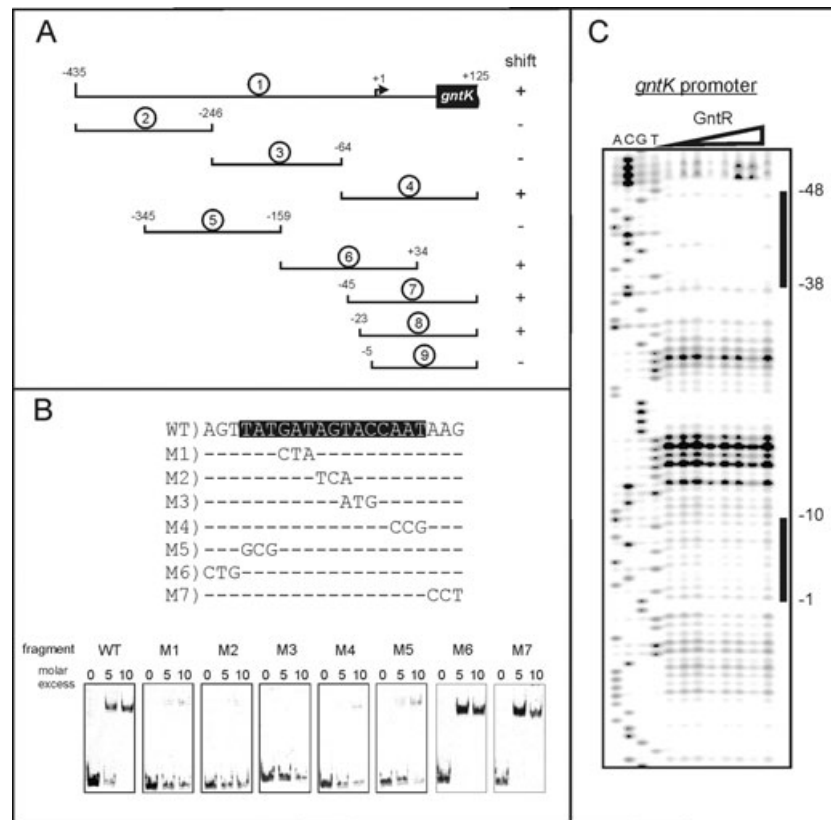 A
shift
-435
1
+1
+125
gntK
+
2
-246
-
3
-64
-
4
+
-345
5
-159
-
6
+34
+
-45
7
+
-23
8
+
-5
9
-
B
WT)AGTTATGATAGTACCAATAAG
M1)------CTA------------
M2)---------TCA---------
M3)-----------ATG-------
M4)---------------CCG---
M5)---GCG---------------
M6)CTG------------------
M7)------------------CCT
fragment WT M1 M2 M3 M4 M5 M6 M7
molar excess
0 5 10 0 5 10 0 5 10 0 5 10 0 5 10 0 5 10 0 5 10 0 5 10
C
gntK promoter
GntR
A C G T
-48
-38
-10
-1